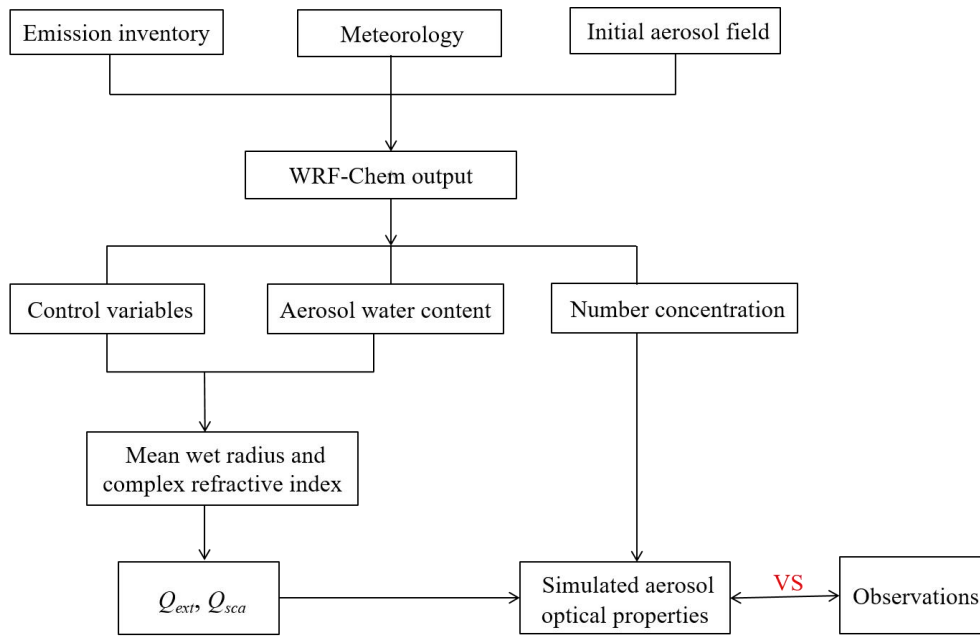 Emission inventory
Meteorology
Initial aerosol field
WRF-Chem output
Control variables
Aerosol water content
Number concentration
Mean wet radius and
complex refractive index
Qext, Qsca
Simulated aerosol
optical properties
VS
Observations